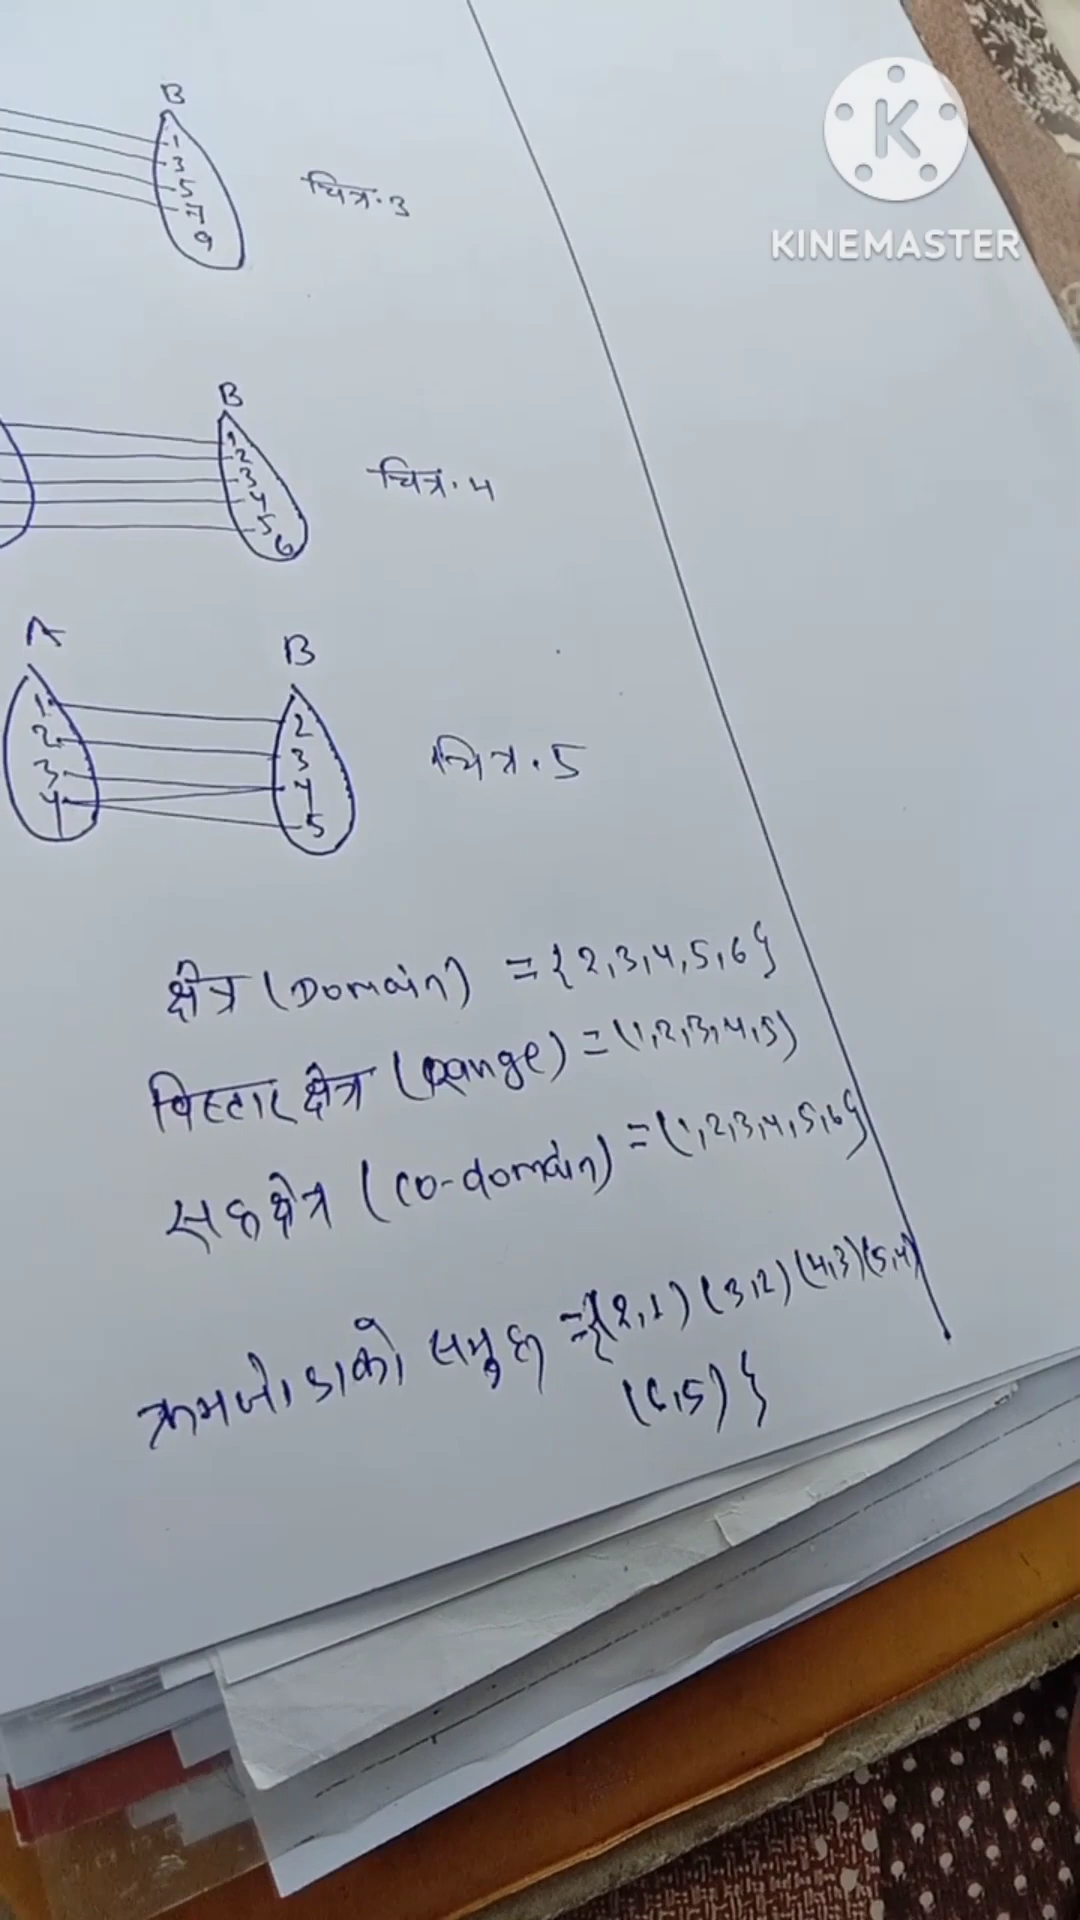 K
KINEMASTER
B
1
3
5
7
9
चित्र.3
B
1
2
3
4
5
6
चित्र.4
A
B
1
2
3
4
2
3
4
5
चित्र.5
क्षेत्र (Domain) = {2,3,4,5,6}
विस्तार क्षेत्र (Range) = (1,2,3,4,5)
सहक्षेत्र (co-domain) = {1,2,3,4,5,6}
क्रमजोडाको समुह = {(2,1) (3,2) (4,3) (5,4)
(6,5) }